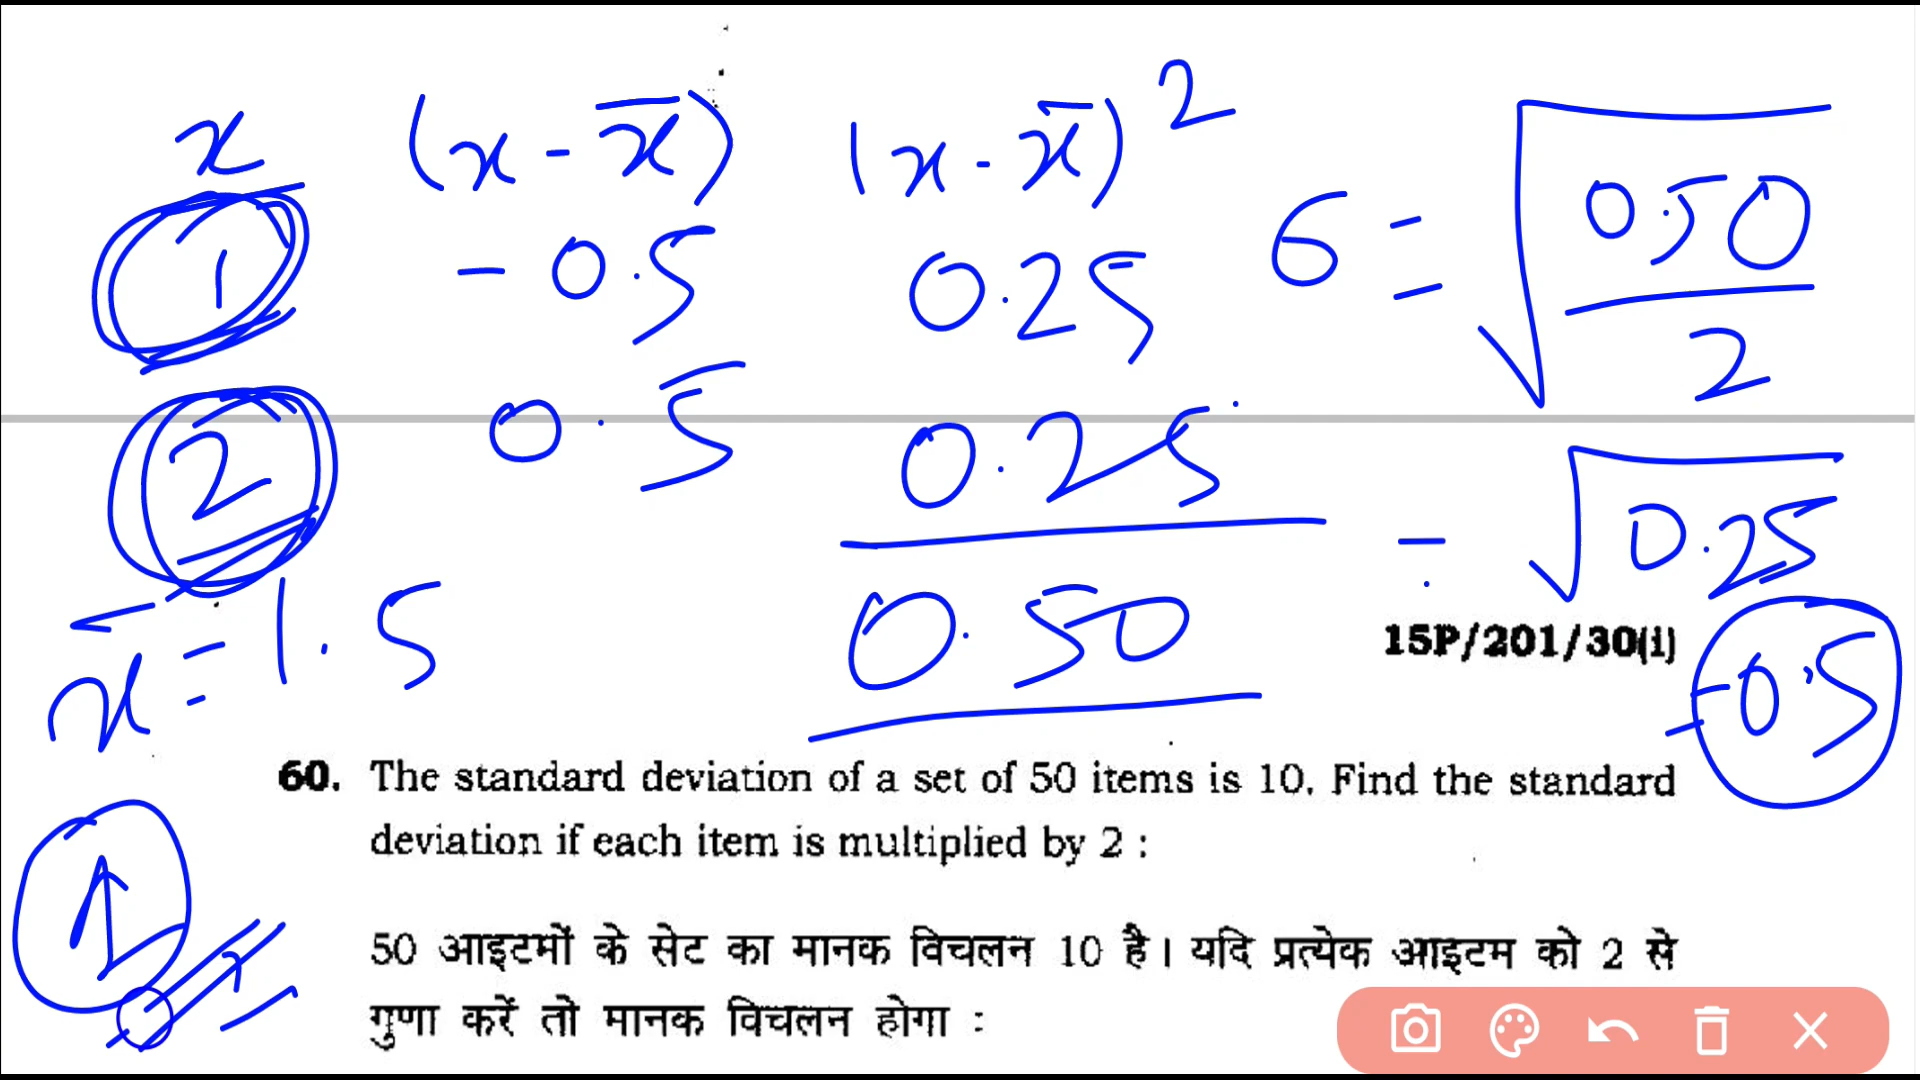 x (x - x̄) (x - x̄)²
1 - 0.5 0.25 σ = √0.50/2
2 0.5 0.25 = √0.25
x̄ = 1.5 0.50 = 0.5
15P/201/30(i)
60. The standard deviation of a set of 50 items is 10. Find the standard
deviation if each item is multiplied by 2 :
50 आइटमों के सेट का मानक विचलन 10 है। यदि प्रत्येक आइटम को 2 से
गुणा करें तो मानक विचलन होगा :